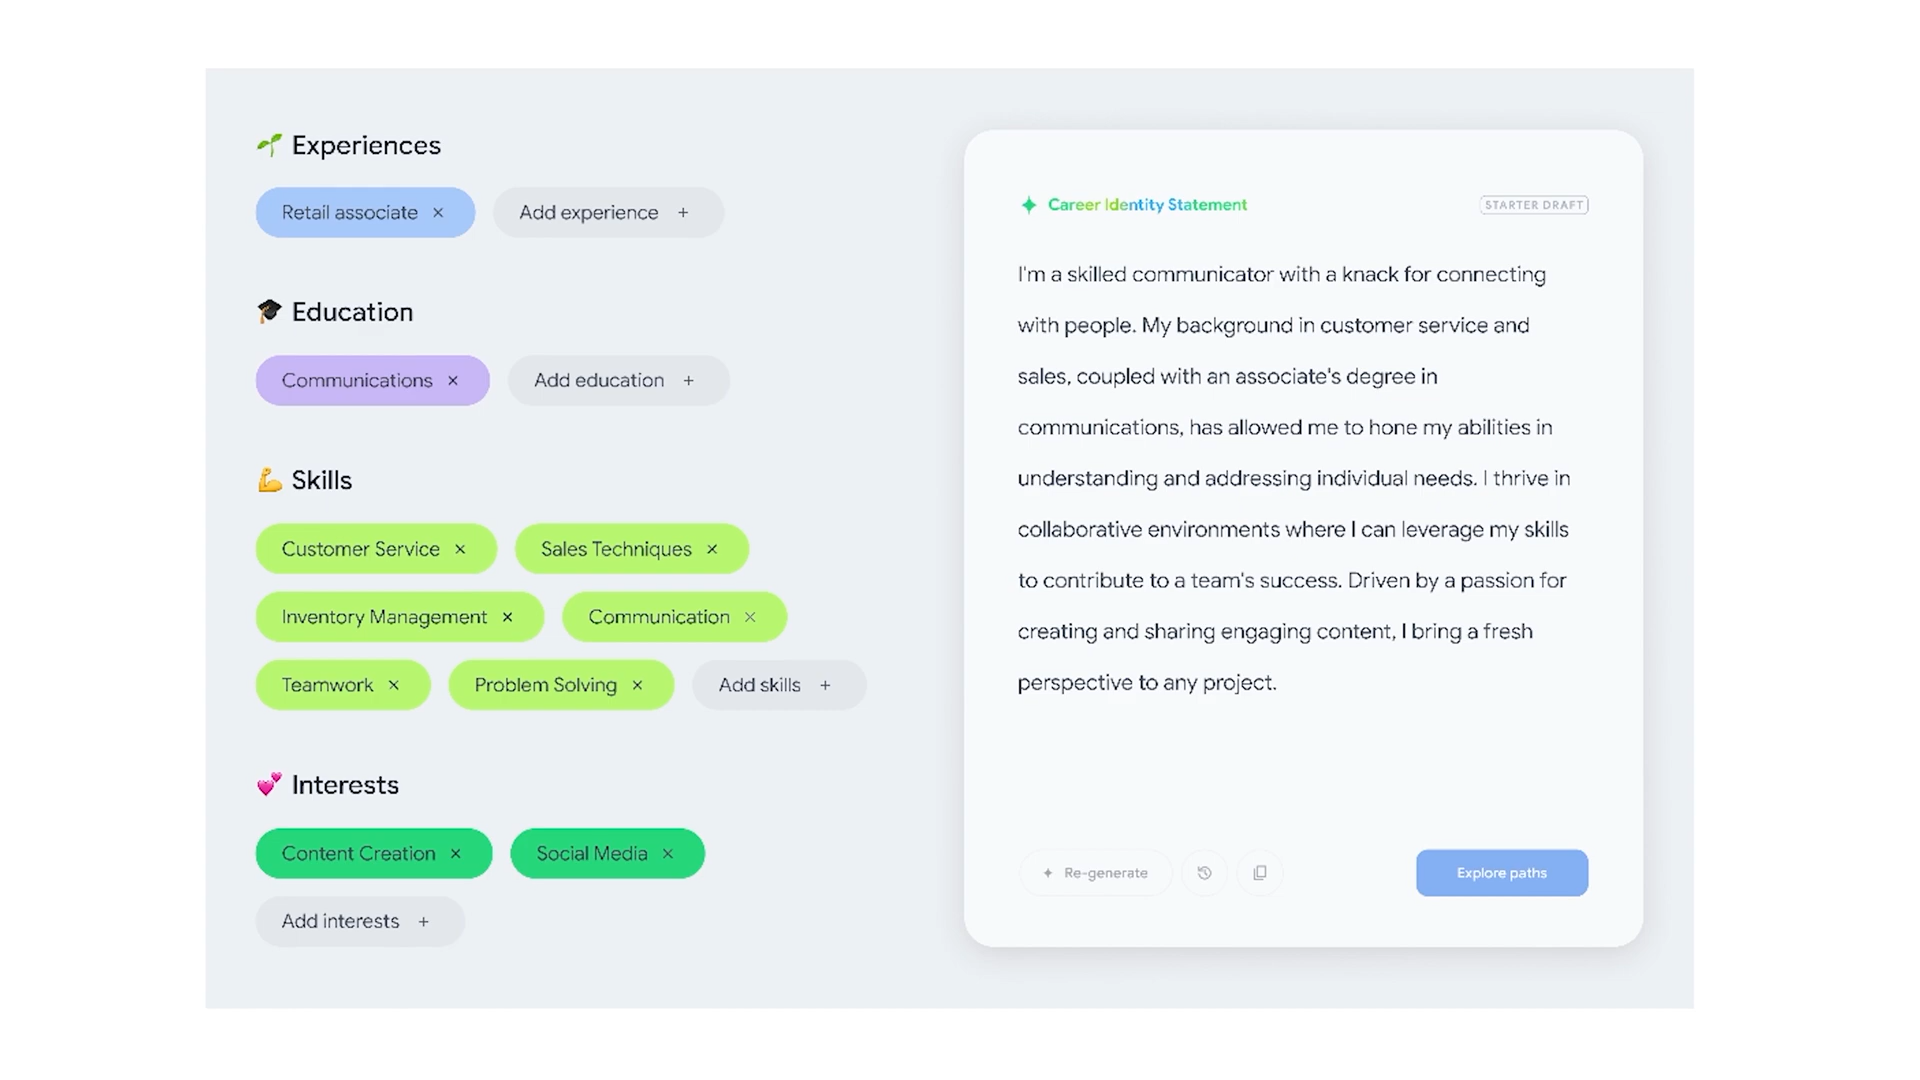 Experiences
Retail associate ×
Add experience +
Education
Communications ×
Add education +
Skills
Customer Service ×
Sales Techniques ×
Inventory Management ×
Communication ×
Teamwork ×
Problem Solving ×
Add skills +
Interests
Content Creation ×
Social Media ×
Add interests +
Career Identity Statement
STARTER DRAFT
I'm a skilled communicator with a knack for connecting
with people. My background in customer service and
sales, coupled with an associate's degree in
communications, has allowed me to hone my abilities in
understanding and addressing individual needs. I thrive in
collaborative environments where I can leverage my skills
to contribute to a team's success. Driven by a passion for
creating and sharing engaging content, I bring a fresh
perspective to any project.
Re-generate
Explore paths